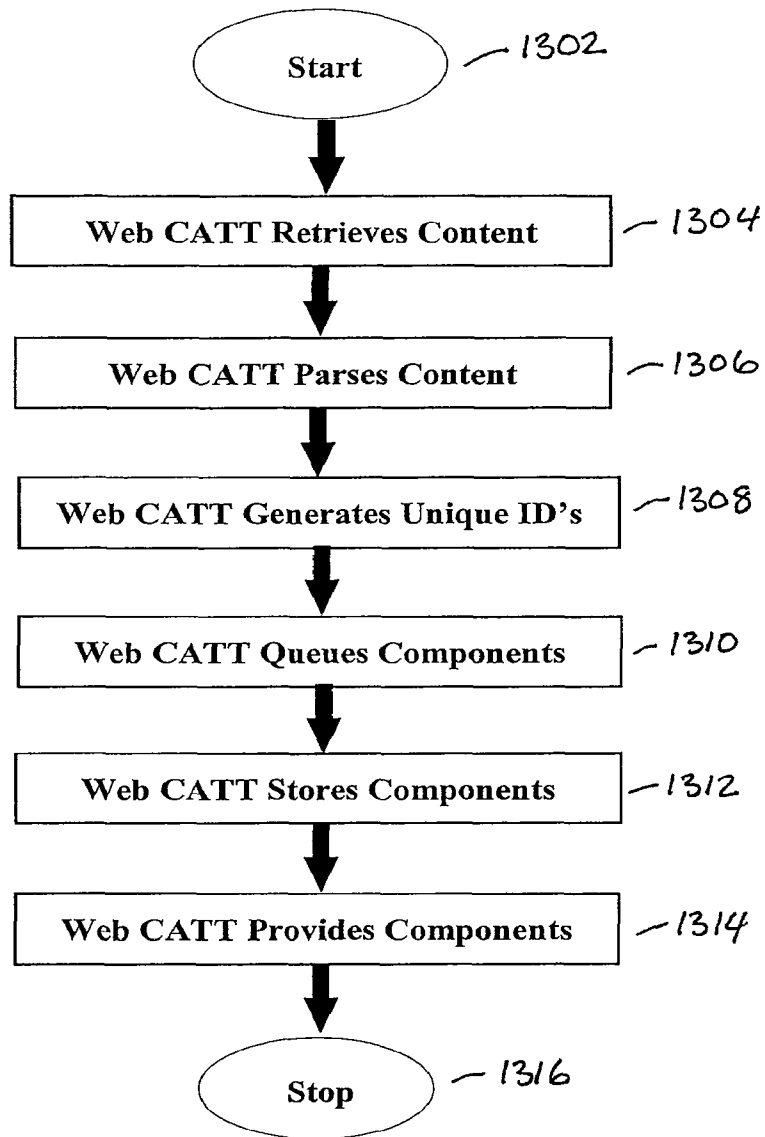 Start 1302
Web CATT Retrieves Content 1304
Web CATT Parses Content 1306
Web CATT Generates Unique ID's 1308
Web CATT Queues Components 1310
Web CATT Stores Components 1312
Web CATT Provides Components 1314
Stop 1316